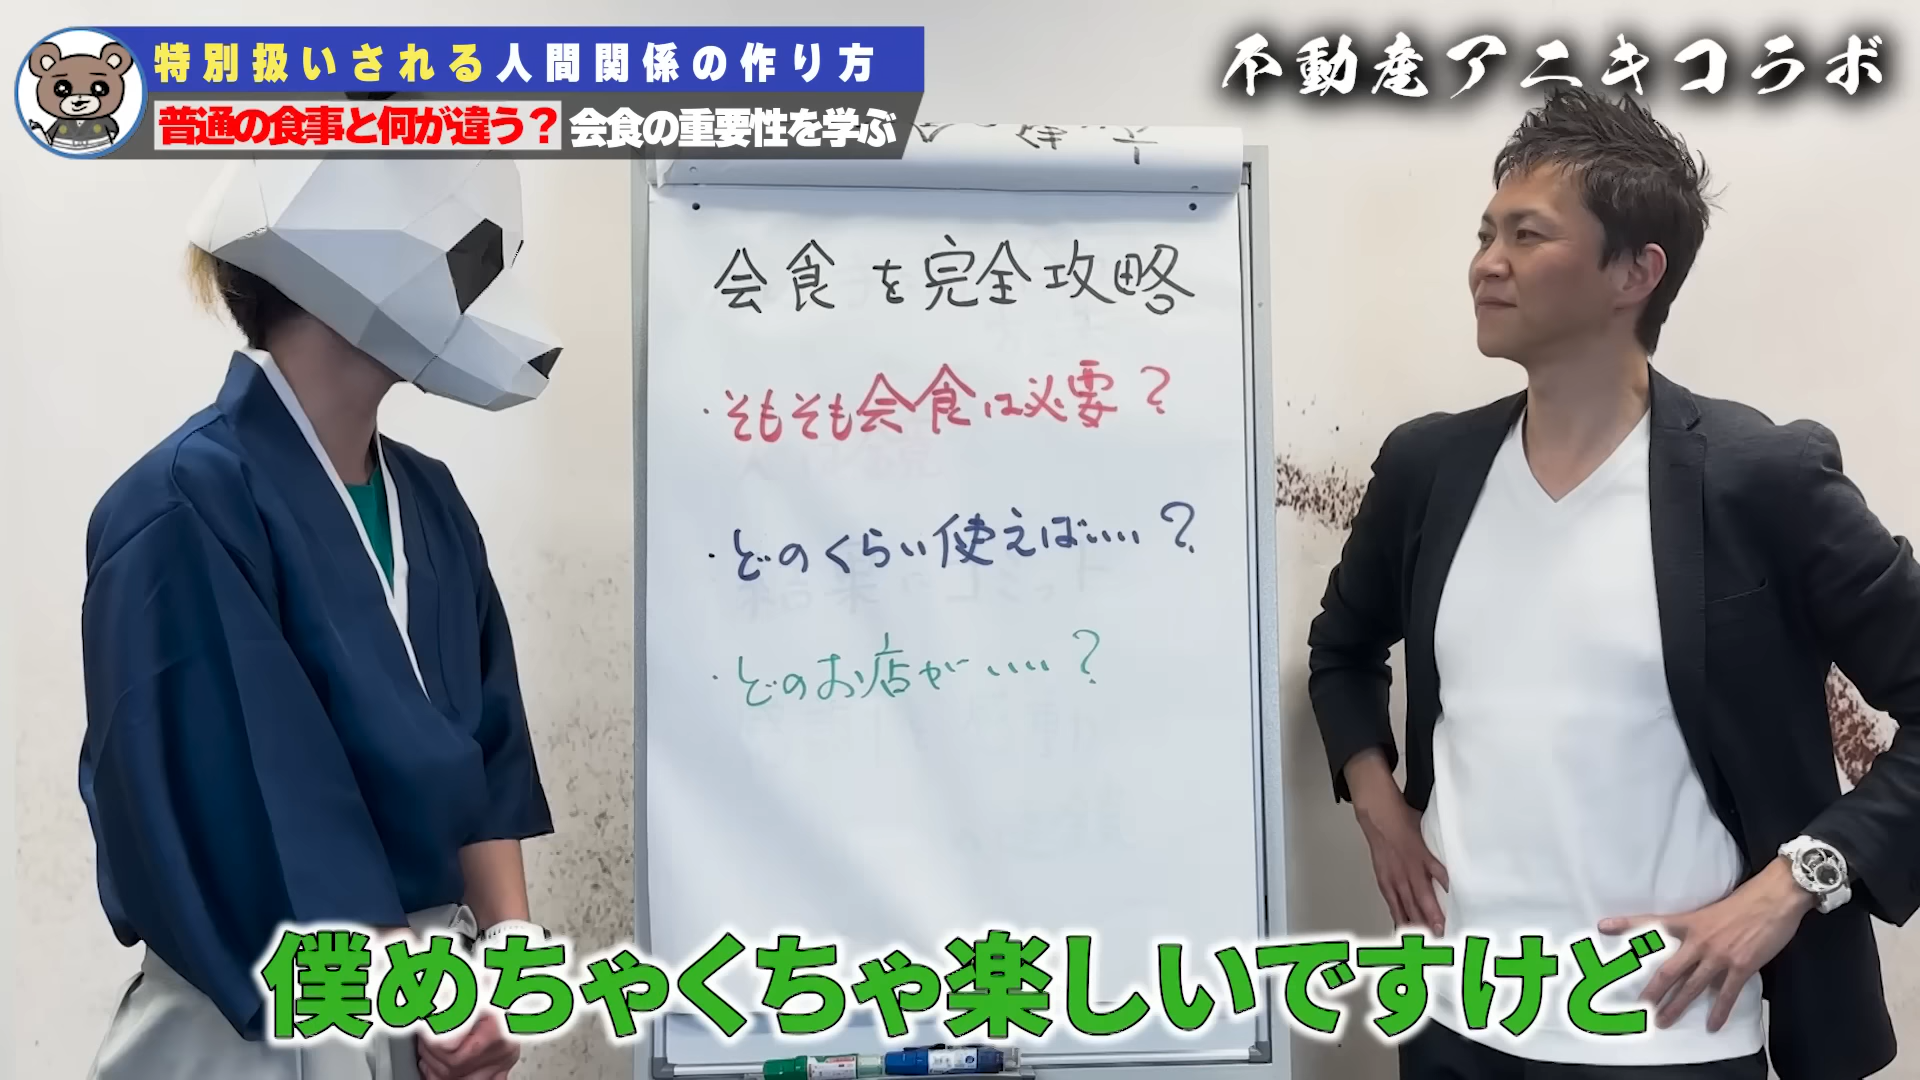 特別扱いされる人間関係の作り方
普通の食事と何が違う？会食の重要性を学ぶ
不動産アニキコラボ
会食を完全攻略
・そもそも会食は必要？
・どのくらい使えばいい？
・どのお店がいい？
僕めちゃくちゃ楽しいですけど